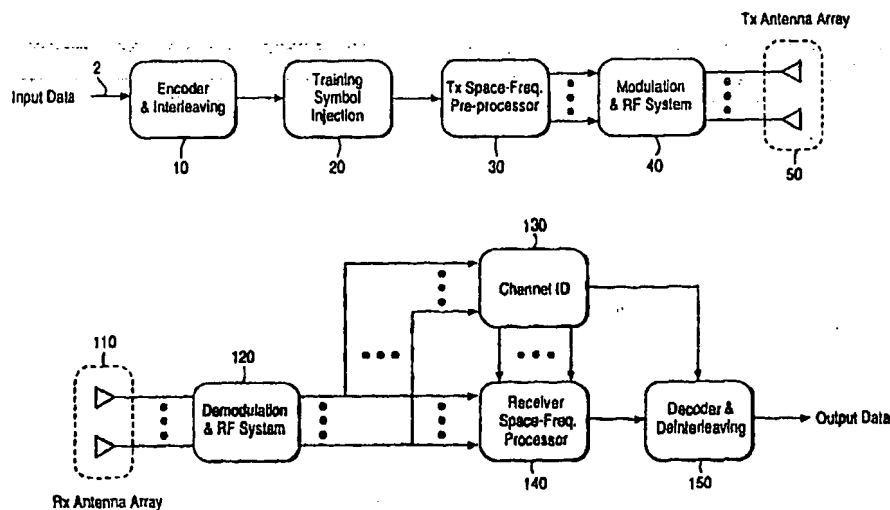 Tx Antenna Array
Input Data
2
Encoder
& Interleaving
10
Training
Symbol
Injection
20
Tx Space-Freq.
Pre-processor
30
Modulation
& RF System
40
50
130
Channel ID
110
120
Demodulation
& RF System
Receiver
Space-Freq.
Processor
140
Decoder &
Deinterleaving
150
Output Data
Rx Antenna Array